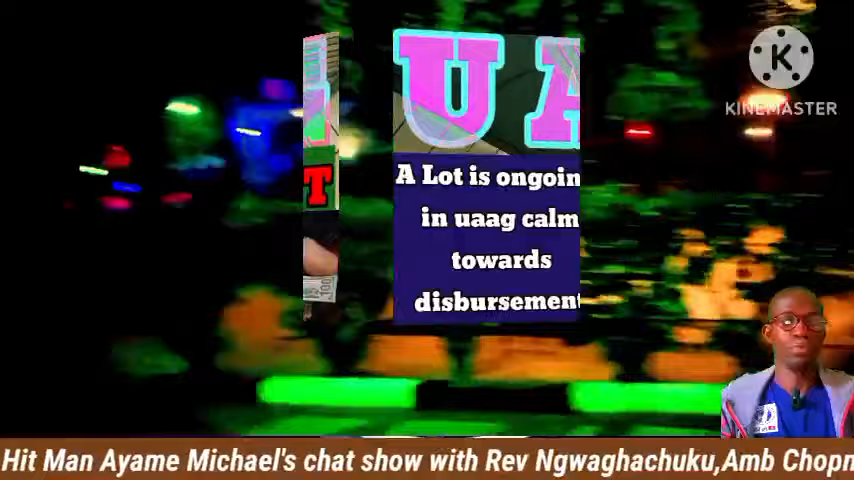 KINEMASTER
U A
T
A Lot is ongoin
in uaag calm
towards
disbursement
100
Hit Man Ayame Michael's chat show with Rev Ngwaghachuku,Amb Chopn